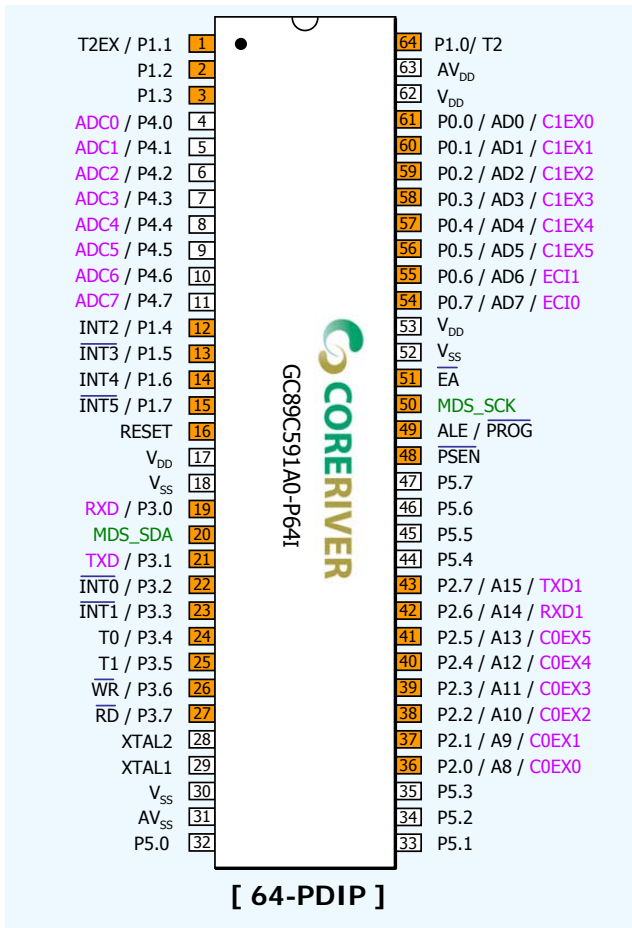 T2EX / P1.1 1
P1.2 2
P1.3 3
ADC0 / P4.0 4
ADC1 / P4.1 5
ADC2 / P4.2 6
ADC3 / P4.3 7
ADC4 / P4.4 8
ADC5 / P4.5 9
ADC6 / P4.6 10
ADC7 / P4.7 11
INT2 / P1.4 12
INT3 / P1.5 13
INT4 / P1.6 14
INT5 / P1.7 15
RESET 16
VDD 17
VSS 18
RXD / P3.0 19
MDS_SDA 20
TXD / P3.1 21
INT0 / P3.2 22
INT1 / P3.3 23
T0 / P3.4 24
T1 / P3.5 25
WR / P3.6 26
RD / P3.7 27
XTAL2 28
XTAL1 29
VSS 30
AVSS 31
P5.0 32
CORERIVER
GC89C591A0-P64I
64 P1.0/ T2
63 AVDD
62 VDD
61 P0.0 / AD0 / C1EX0
60 P0.1 / AD1 / C1EX1
59 P0.2 / AD2 / C1EX2
58 P0.3 / AD3 / C1EX3
57 P0.4 / AD4 / C1EX4
56 P0.5 / AD5 / C1EX5
55 P0.6 / AD6 / ECI1
54 P0.7 / AD7 / ECI0
53 VDD
52 VSS
51 EA
50 MDS_SCK
49 ALE / PROG
48 PSEN
47 P5.7
46 P5.6
45 P5.5
44 P5.4
43 P2.7 / A15 / TXD1
42 P2.6 / A14 / RXD1
41 P2.5 / A13 / C0EX5
40 P2.4 / A12 / C0EX4
39 P2.3 / A11 / C0EX3
38 P2.2 / A10 / C0EX2
37 P2.1 / A9 / C0EX1
36 P2.0 / A8 / C0EX0
35 P5.3
34 P5.2
33 P5.1
[ 64-PDIP ]